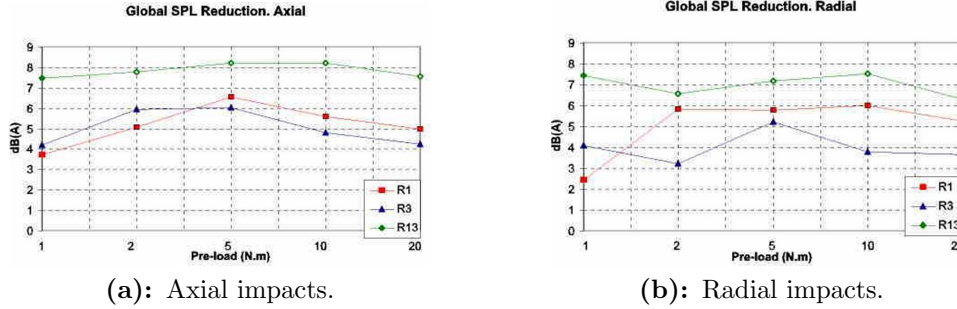 Global SPL Reduction. Axial
9
8
7
6
5
4
3
2
1
0
dB(A)
R1
R3
R13
1 2 5 10 20
Pre-load (N.m)
(a): Axial impacts.
Global SPL Reduction. Radial
9
8
7
6
5
4
3
2
1
0
dB(A)
R1
R3
R13
1 2 5 10 2
Pre-load (N.m)
(b): Radial impacts.